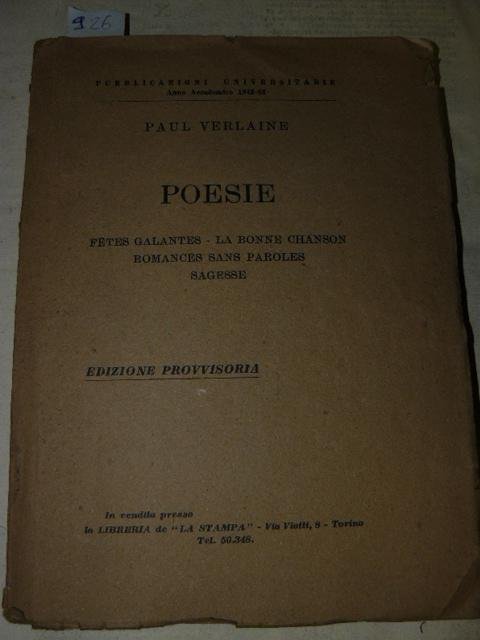 926
PUBBLICAZIONI UNIVERSITARIE
Anno Accademico
PAUL VERLAINE
POESIE
FÊTES GALANTES - LA BONNE CHANSON
ROMANCES SANS PAROLES
SAGESSE
EDIZIONE PROVVISORIA
In vendita presso
la LIBRERIA de "LA STAMPA" - Via Viotti, 8 - Torino
Tel. 50.348.